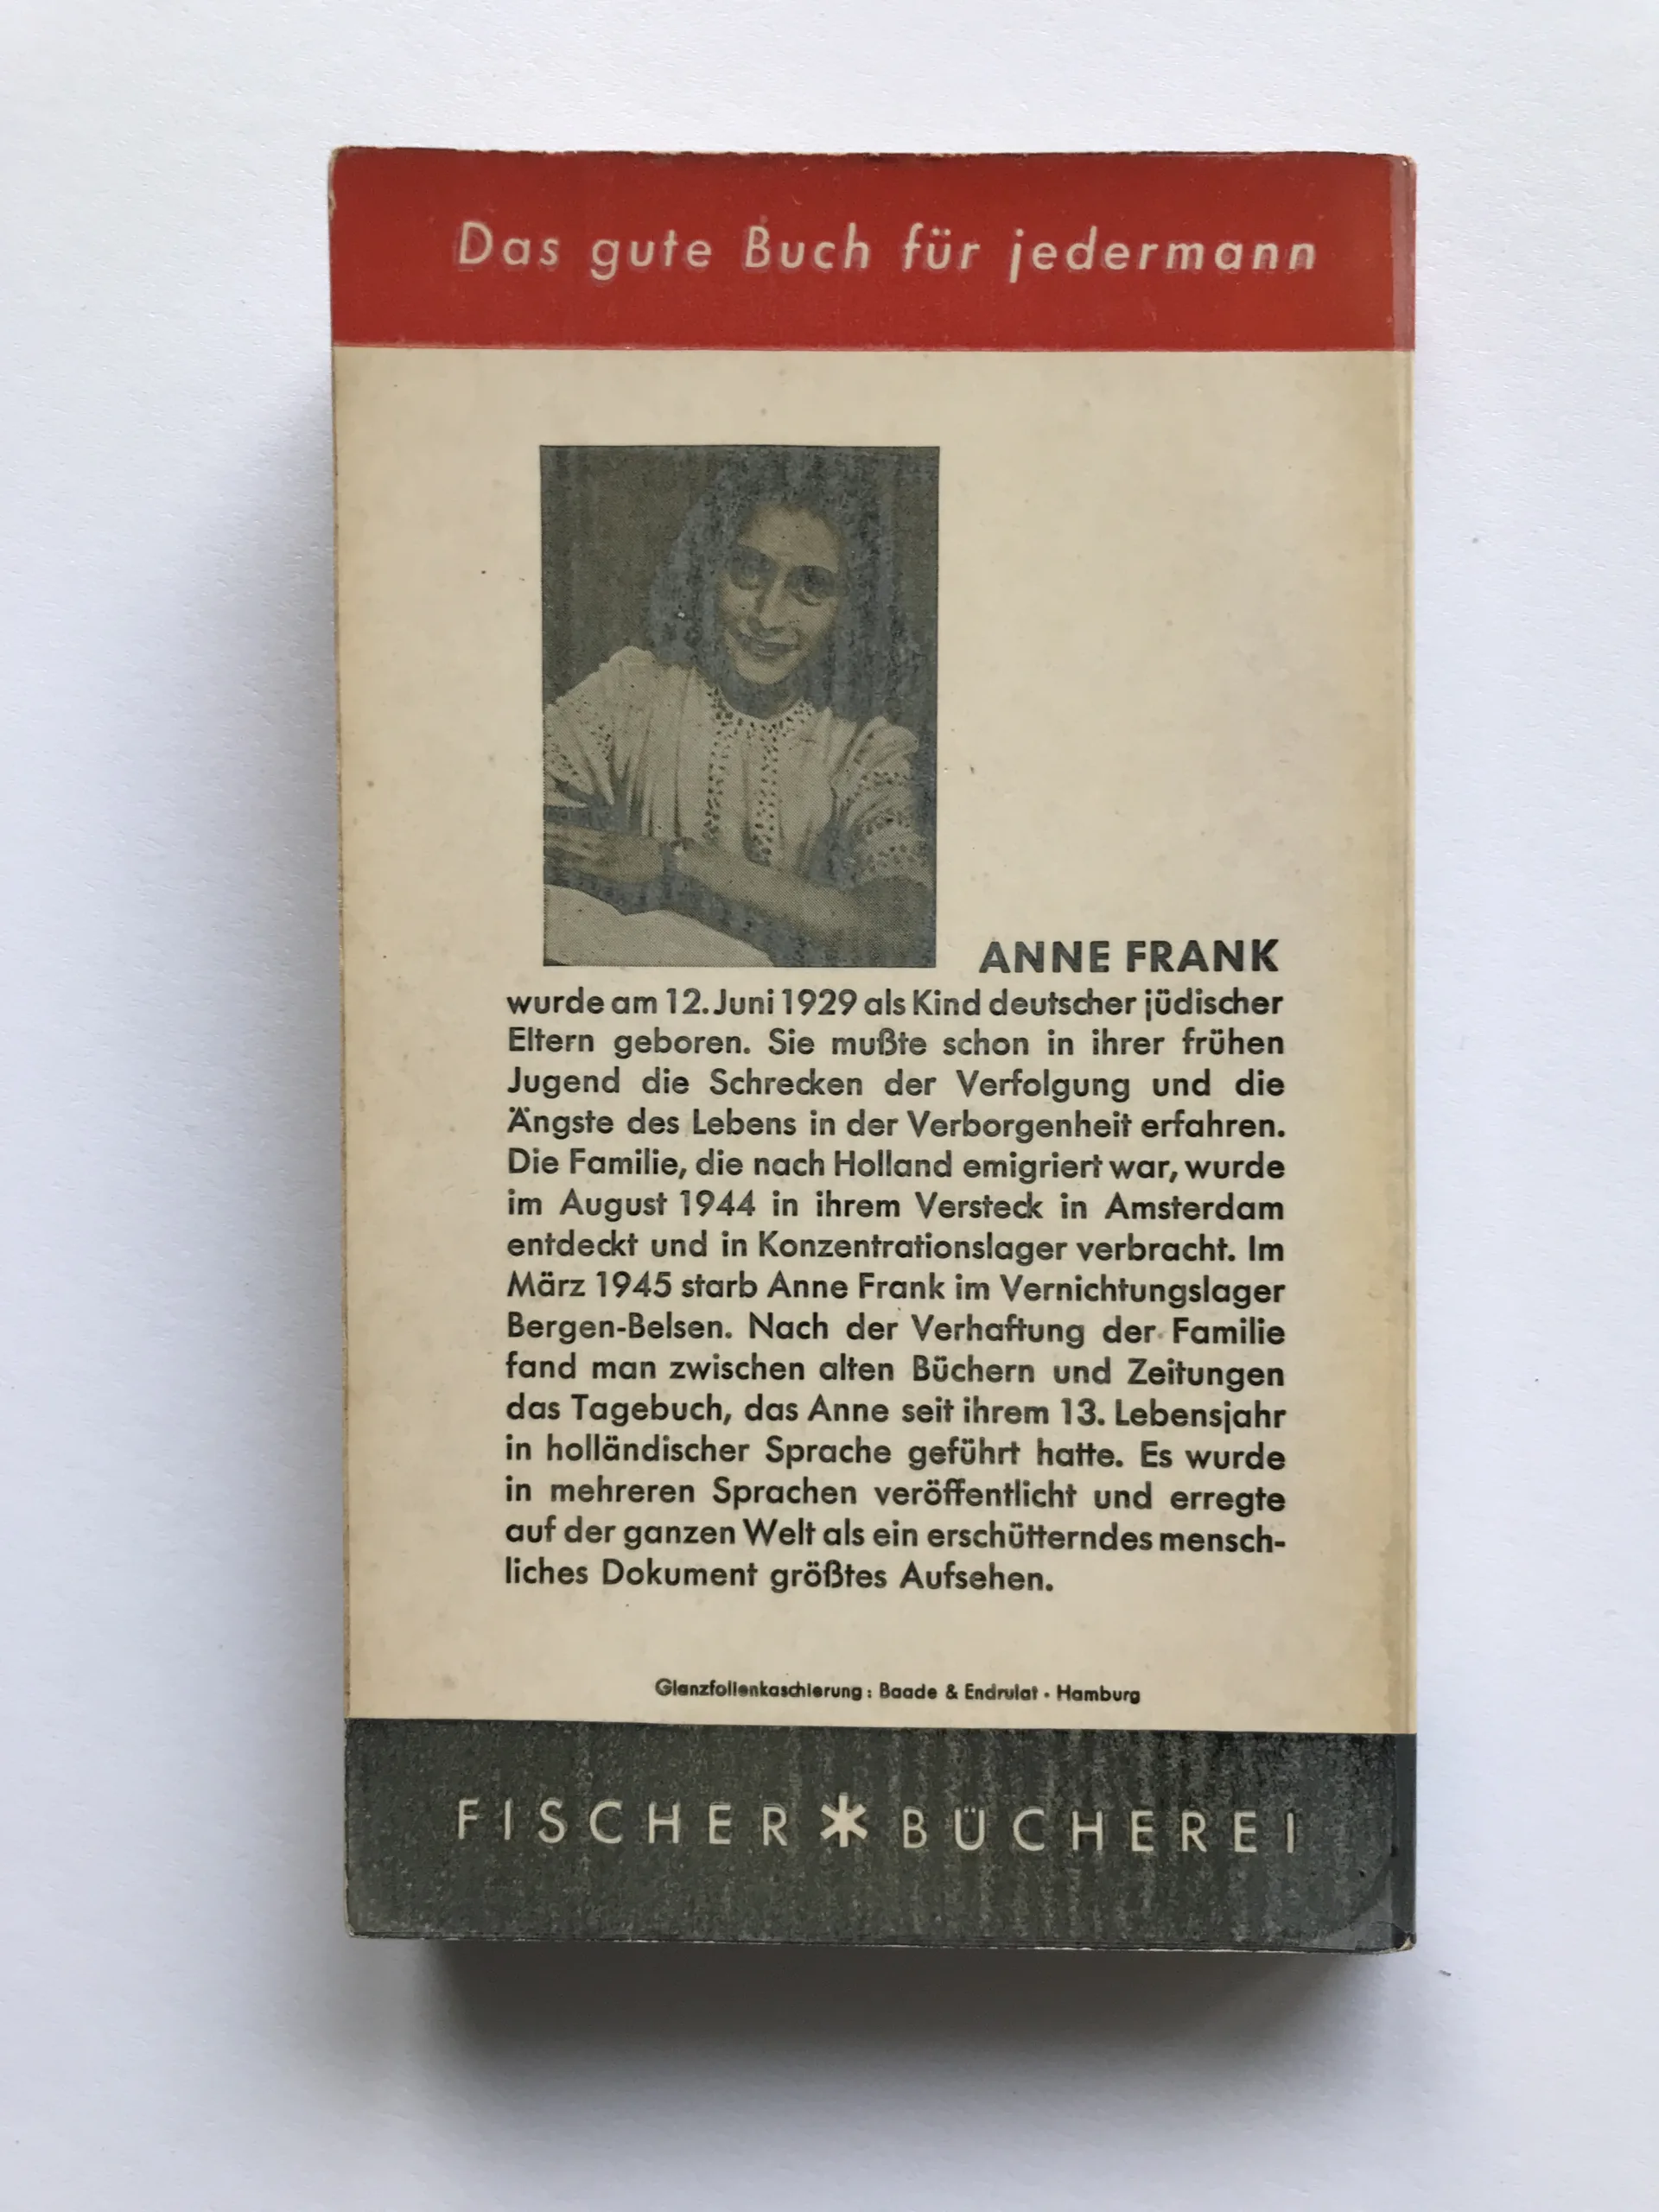 Das gute Buch für jedermann
ANNE FRANK
wurde am 12. Juni 1929 als Kind deutscher jüdischer
Eltern geboren. Sie mußte schon in ihrer frühen
Jugend die Schrecken der Verfolgung und die
Ängste des Lebens in der Verborgenheit erfahren.
Die Familie, die nach Holland emigriert war, wurde
im August 1944 in ihrem Versteck in Amsterdam
entdeckt und in Konzentrationslager verbracht. Im
März 1945 starb Anne Frank im Vernichtungslager
Bergen-Belsen. Nach der Verhaftung der Familie
fand man zwischen alten Büchern und Zeitungen
das Tagebuch, das Anne seit ihrem 13. Lebensjahr
in holländischer Sprache geführt hatte. Es wurde
in mehreren Sprachen veröffentlicht und erregte
auf der ganzen Welt als ein erschütterndes mensch-
liches Dokument größtes Aufsehen.
Glanzfolienkaschierung: Baade & Endrulat · Hamburg
FISCHER * BÜCHEREI